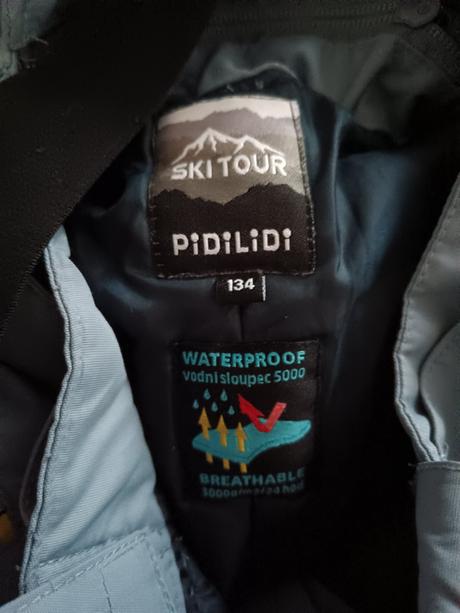 SKI TOUR
PiDiLiDi
134
WATERPROOF
vodní sloupec 5000
BREATHABLE